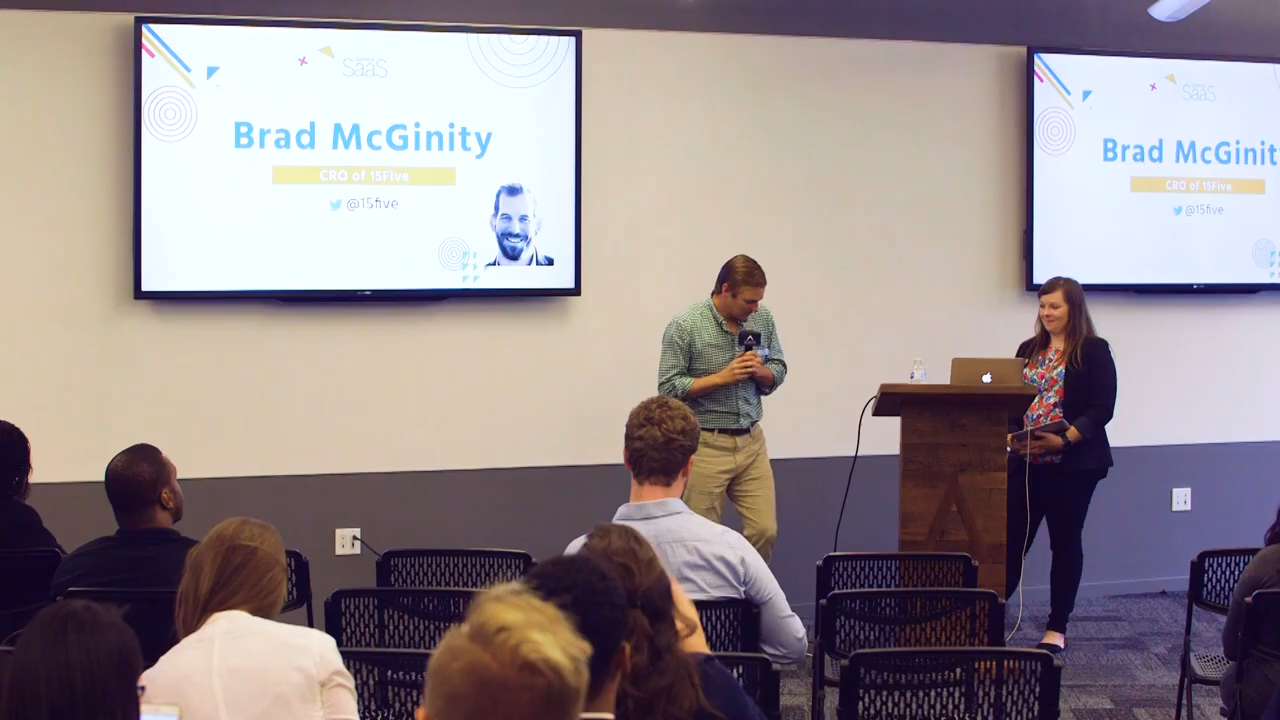 SaaS
Brad McGinity
CRO of 15Five
@15five
SaaS
Brad McGinit
CRO of 15Five
@15five